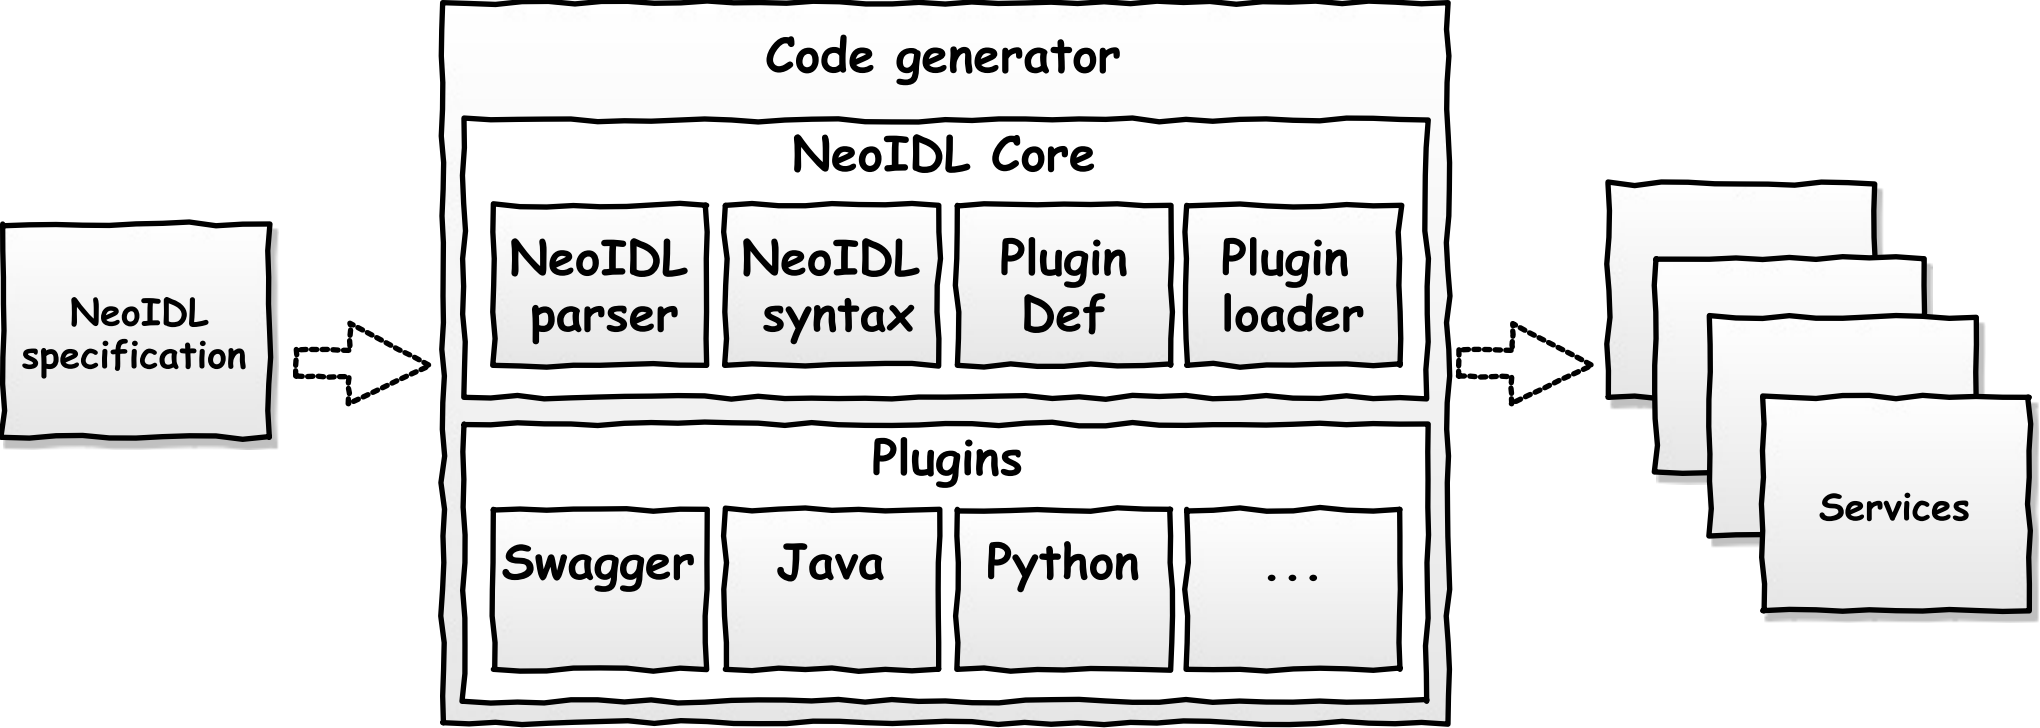 Code generator
NeoIDL Core
NeoIDL
specification
NeoIDL
parser
NeoIDL
syntax
Plugin
Def
Plugin
loader
Plugins
Swagger
Java
Python
...
Services